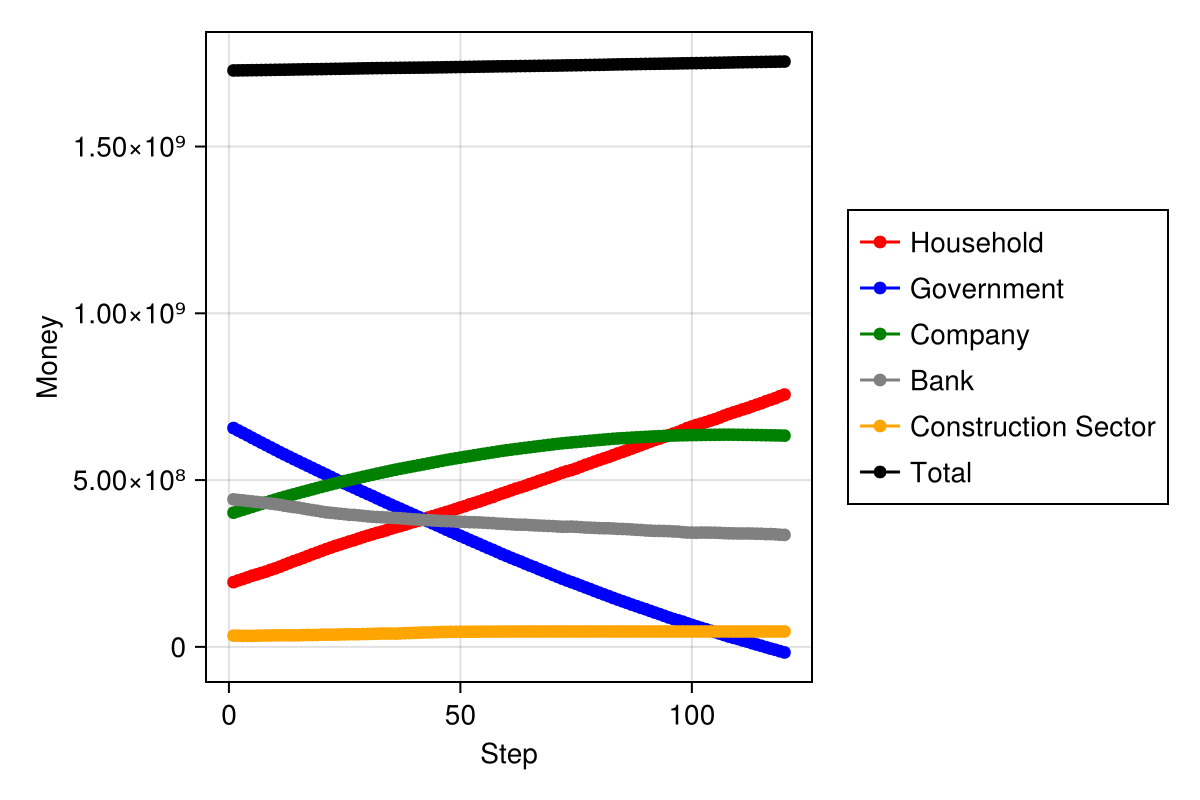 1.50×10⁹
1.00×10⁹
5.00×10⁸
0
Money
0 50 100
Step
Household
Government
Company
Bank
Construction Sector
Total